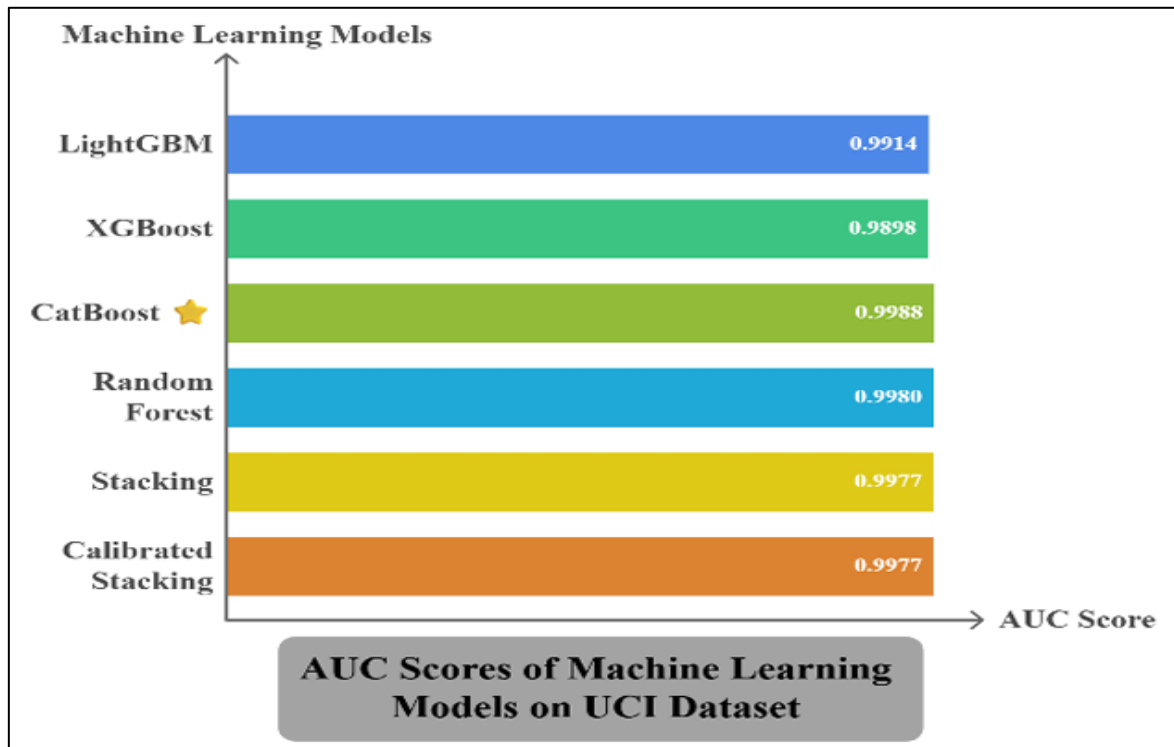 Machine Learning Models
LightGBM
0.9914
XGBoost
0.9898
CatBoost
0.9988
Random
Forest
0.9980
Stacking
0.9977
Calibrated
Stacking
0.9977
AUC Score
AUC Scores of Machine Learning
Models on UCI Dataset